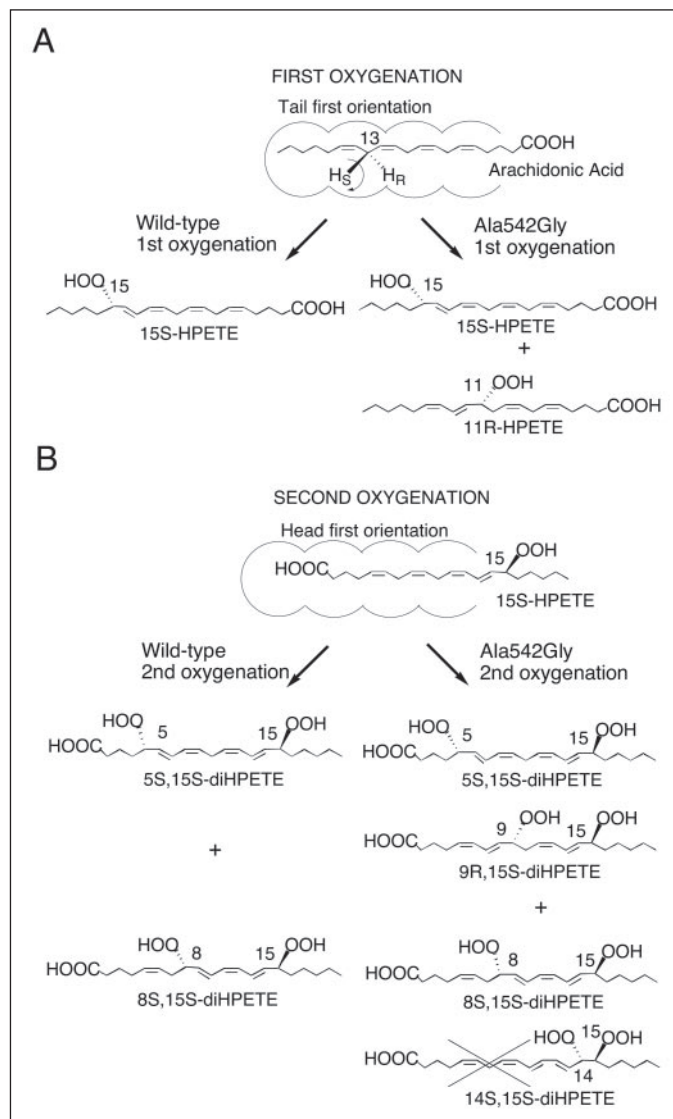 A
FIRST OXYGENATION
Tail first orientation
13
COOH
HS
HR
Arachidonic Acid
Wild-type
1st oxygenation
Ala542Gly
1st oxygenation
HOO
15
COOH
15S-HPETE
HOO
15
COOH
15S-HPETE
+
11
OOH
COOH
11R-HPETE
B
SECOND OXYGENATION
Head first orientation
HOOC
15
OOH
15S-HPETE
Wild-type
2nd oxygenation
Ala542Gly
2nd oxygenation
HOO
5
15
OOH
HOOC
5S,15S-diHPETE
HOO
5
15
OOH
HOOC
5S,15S-diHPETE
+
9
OOH
15
OOH
HOOC
9R,15S-diHPETE
+
HOO
8
15
OOH
HOOC
8S,15S-diHPETE
HOO
8
15
OOH
HOOC
8S,15S-diHPETE
HOO
15
OOH
HOOC
14
14S,15S-diHPETE